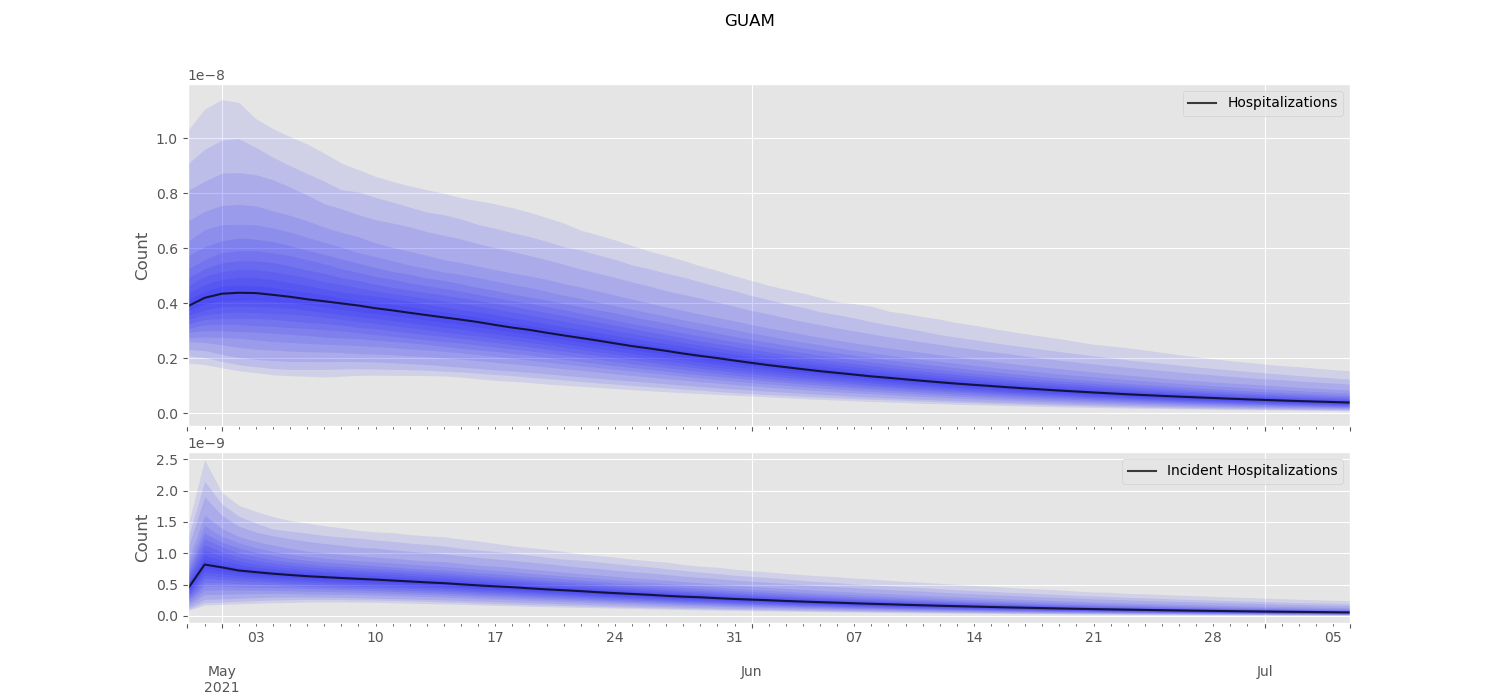 GUAM
1e−8
Hospitalizations
1.0
0.8
0.6
0.4
0.2
0.0
Count
1e−9
Incident Hospitalizations
2.5
2.0
1.5
1.0
0.5
0.0
Count
03 10 17 24 31 07 14 21 28 05
May Jun Jul
2021